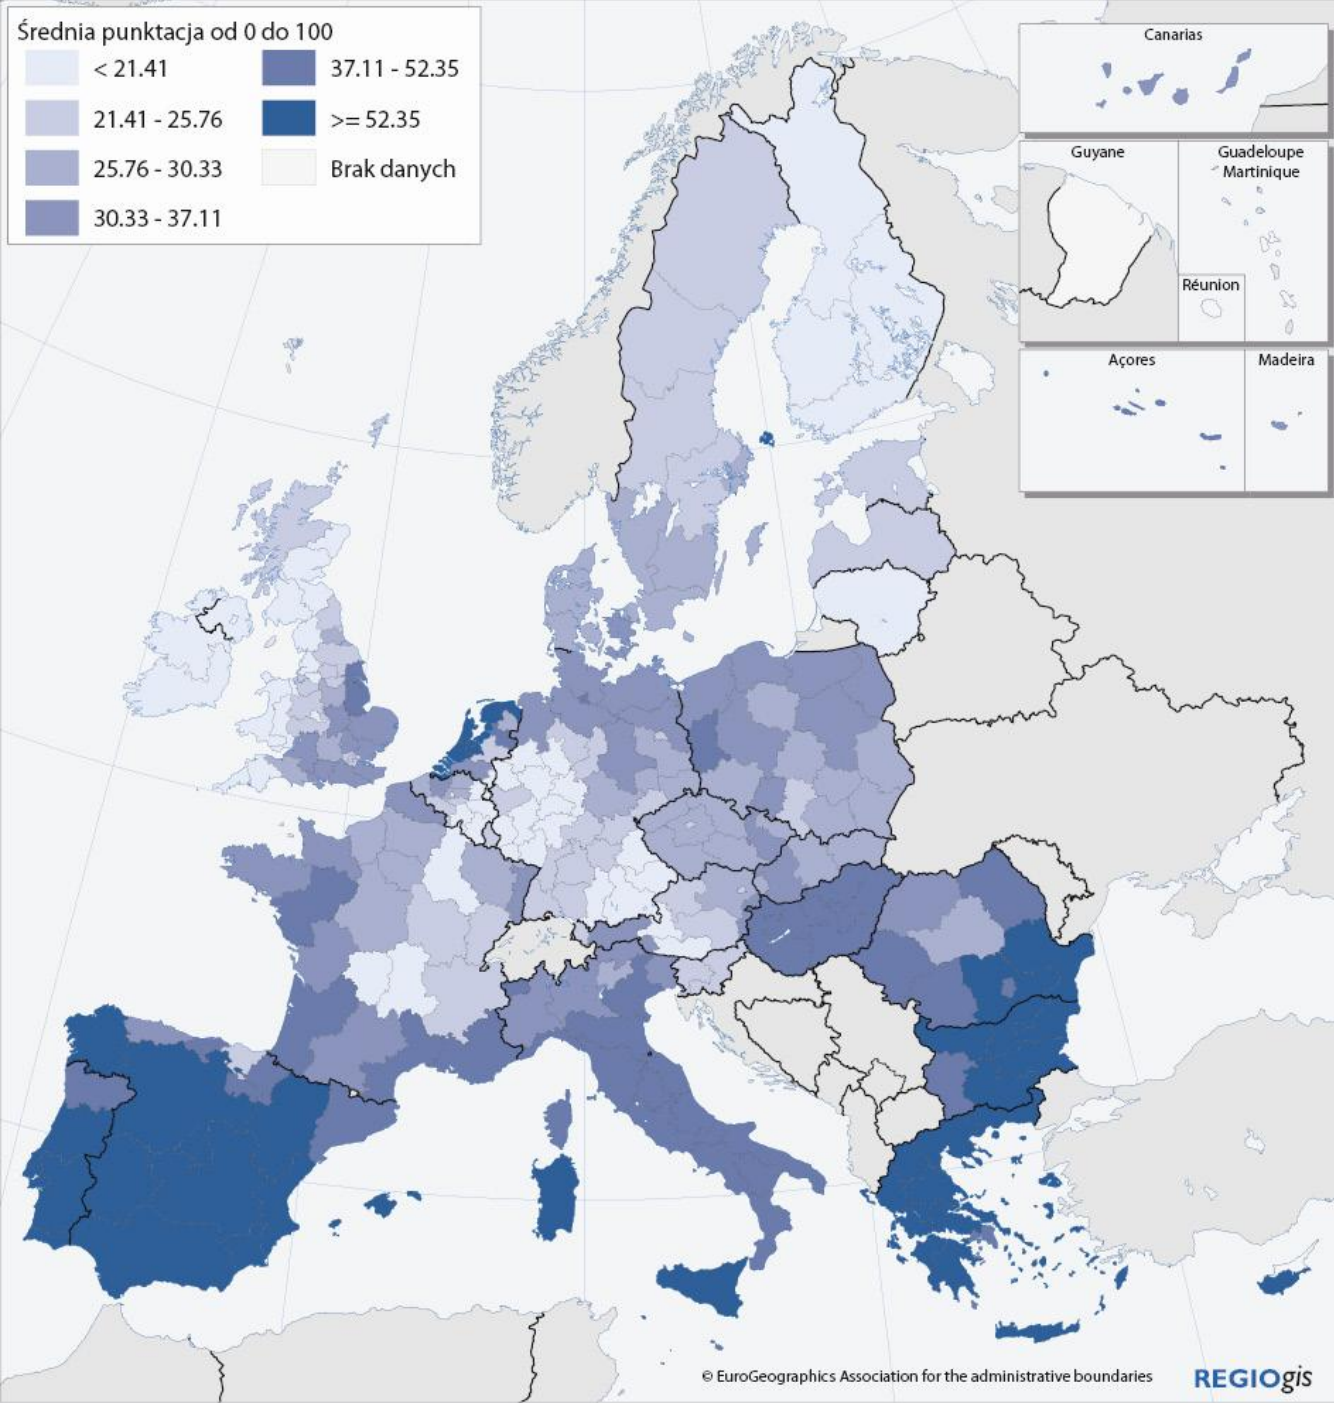 Średnia punktacja od 0 do 100
< 21.41
21.41 - 25.76
25.76 - 30.33
30.33 - 37.11
37.11 - 52.35
>= 52.35
Brak danych
Canarias
Guyane
Guadeloupe
Martinique
Réunion
Açores
Madeira
© EuroGeographics Association for the administrative boundaries
REGIOgis